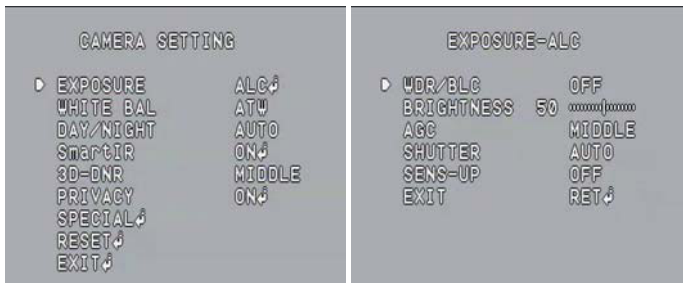 CAMERA SETTING
EXPOSURE ALC↲
WHITE BAL ATW
DAY/NIGHT AUTO
SmartIR ON↲
3D-DNR MIDDLE
PRIVACY ON↲
SPECIAL↲
RESET↲
EXIT↲
EXPOSURE-ALC
WDR/BLC OFF
BRIGHTNESS 50
AGC MIDDLE
SHUTTER AUTO
SENS-UP OFF
EXIT RET↲